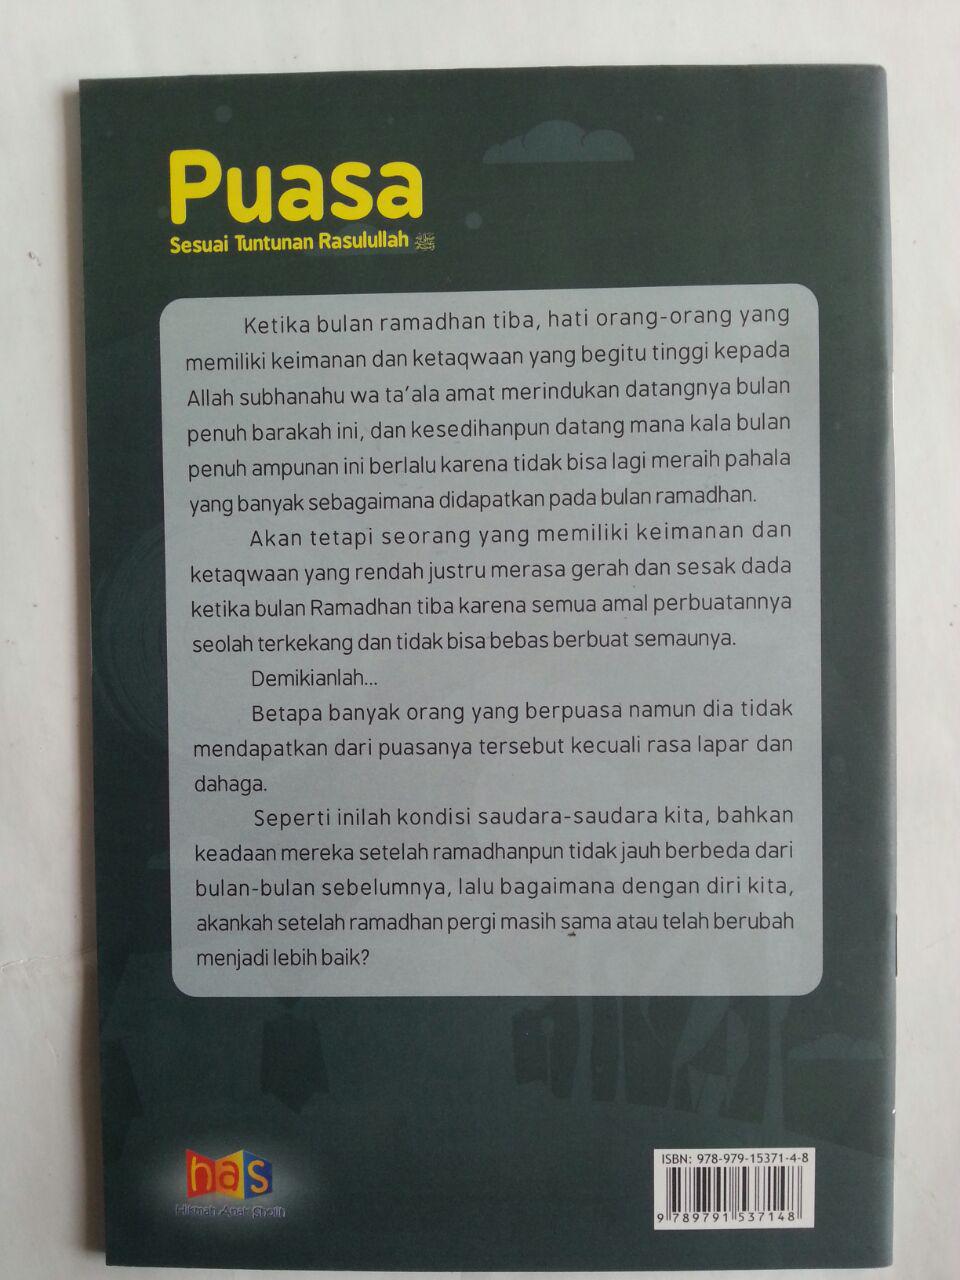 Puasa
Sesuai Tuntunan Rasulullah ﷺ
Ketika bulan ramadhan tiba, hati orang-orang yang
memiliki keimanan dan ketaqwaan yang begitu tinggi kepada
Allah subhanahu wa ta'ala amat merindukan datangnya bulan
penuh barakah ini, dan kesedihanpun datang mana kala bulan
penuh ampunan ini berlalu karena tidak bisa lagi meraih pahala
yang banyak sebagaimana didapatkan pada bulan ramadhan.
Akan tetapi seorang yang memiliki keimanan dan
ketaqwaan yang rendah justru merasa gerah dan sesak dada
ketika bulan Ramadhan tiba karena semua amal perbuatannya
seolah terkekang dan tidak bisa bebas berbuat semaunya.
Demikianlah...
Betapa banyak orang yang berpuasa namun dia tidak
mendapatkan dari puasanya tersebut kecuali rasa lapar dan
dahaga.
Seperti inilah kondisi saudara-saudara kita, bahkan
keadaan mereka setelah ramadhanpun tidak jauh berbeda dari
bulan-bulan sebelumnya, lalu bagaimana dengan diri kita,
akankah setelah ramadhan pergi masih sama atau telah berubah
menjadi lebih baik?
has
Hikmah Anak Sholih
ISBN: 978-979-15371-4-8
9 789791 537148